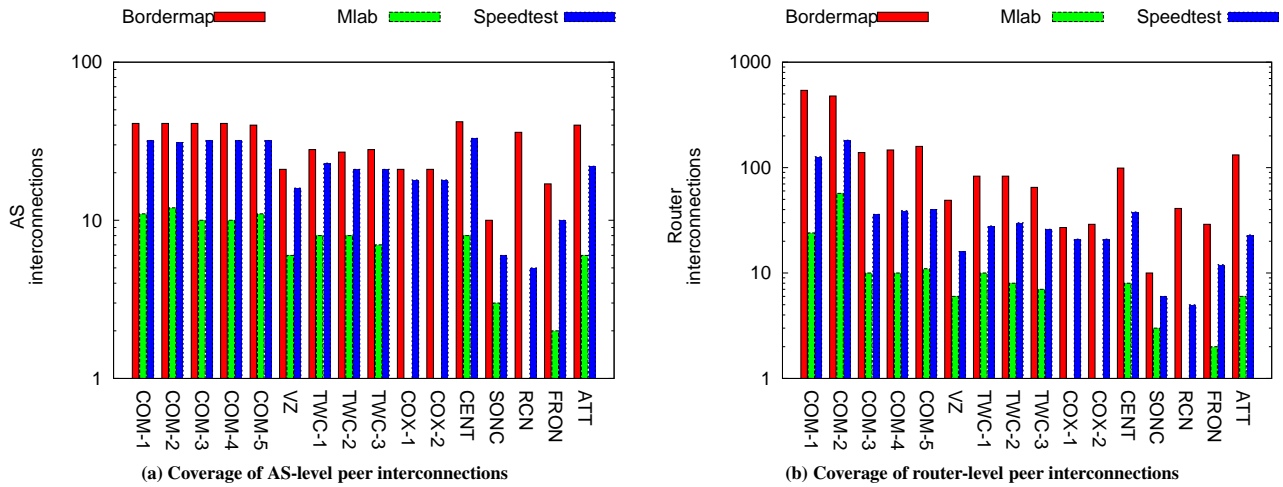 Bordermap Mlab Speedtest
100
10
1
AS
interconnections
COM-1
COM-2
COM-3
COM-4
COM-5
VZ
TWC-1
TWC-2
TWC-3
COX-1
COX-2
CENT
SONC
RCN
FRON
ATT
(a) Coverage of AS-level peer interconnections
Bordermap Mlab Speedtest
1000
100
10
1
Router
interconnections
COM-1
COM-2
COM-3
COM-4
COM-5
VZ
TWC-1
TWC-2
TWC-3
COX-1
COX-2
CENT
SONC
RCN
FRON
ATT
(b) Coverage of router-level peer interconnections